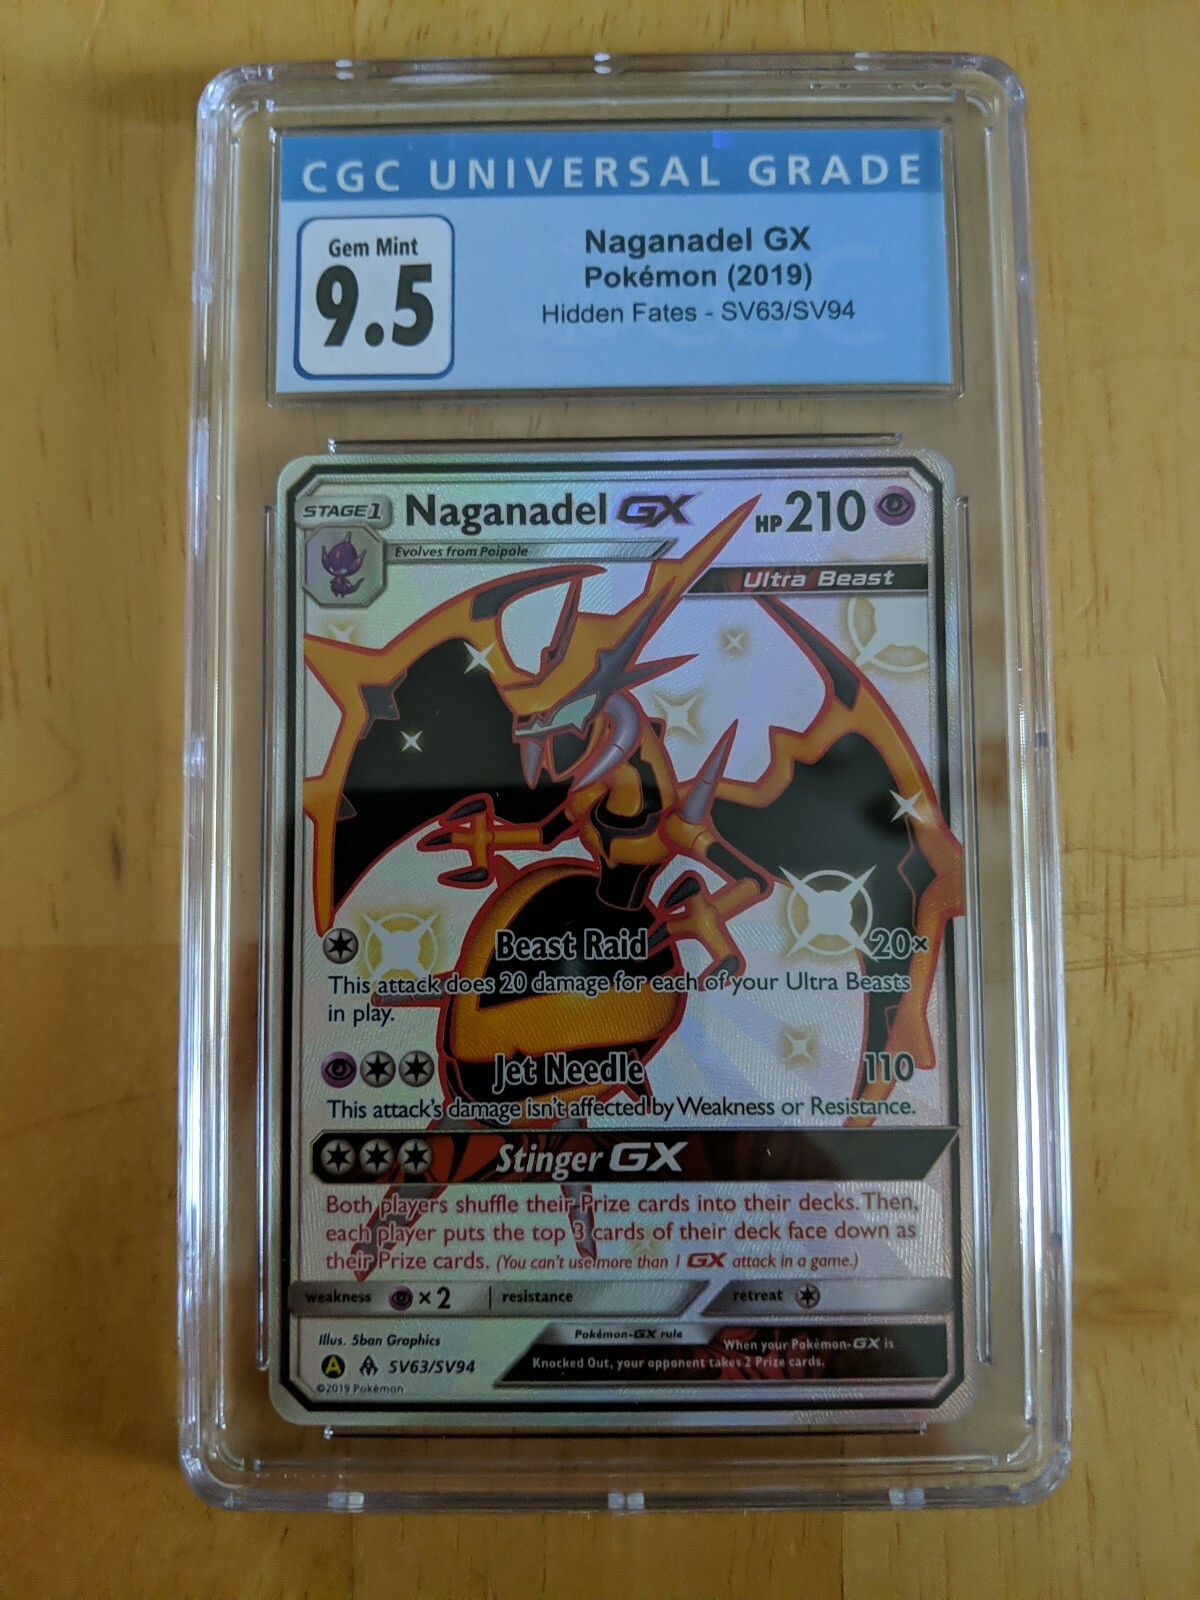 CGC UNIVERSAL GRADE
Gem Mint
9.5
Naganadel GX
Pokémon (2019)
Hidden Fates - SV63/SV94
STAGE 1
Naganadel GX
HP 210
Evolves from Poipole
Ultra Beast
Beast Raid 20×
This attack does 20 damage for each of your Ultra Beasts
in play.
Jet Needle 110
This attack's damage isn't affected by Weakness or Resistance.
Stinger GX
Both players shuffle their Prize cards into their decks. Then,
each player puts the top 3 cards of their deck face down as
their Prize cards. (You can't use more than 1 GX attack in a game.)
weakness × 2 resistance retreat
Illus. 5ban Graphics
A SV63/SV94
©2019 Pokémon
Pokémon-GX rule
When your Pokémon-GX is
Knocked Out, your opponent takes 2 Prize cards.